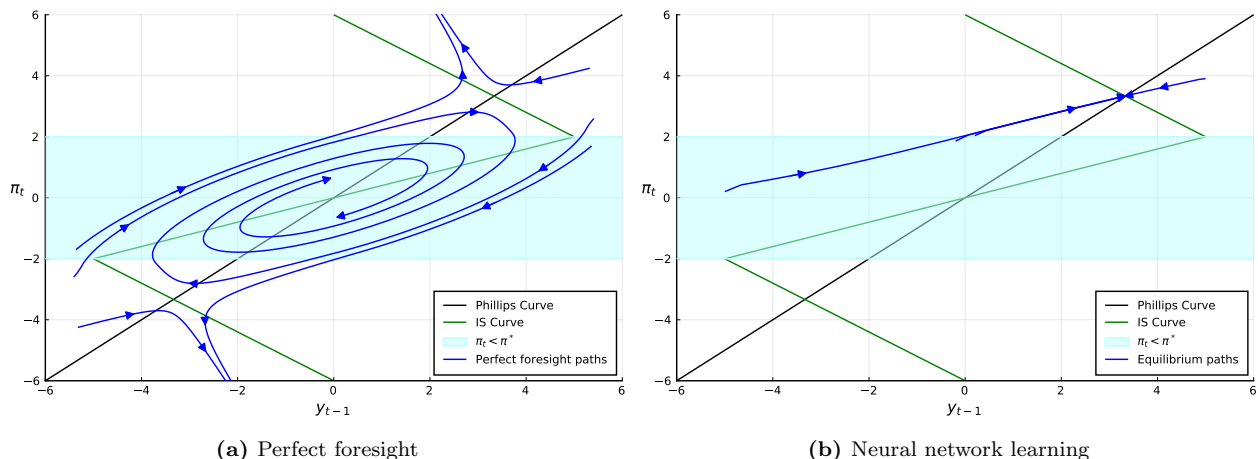 6
4
2
0
−2
−4
−6
−6
−4
−2
0
2
4
6
π_t
y_{t−1}
Phillips Curve
IS Curve
π_t < π^*
Perfect foresight paths
(a) Perfect foresight
6
4
2
0
−2
−4
−6
−6
−4
−2
0
2
4
6
π_t
y_{t−1}
Phillips Curve
IS Curve
π_t < π^*
Equilibrium paths
(b) Neural network learning